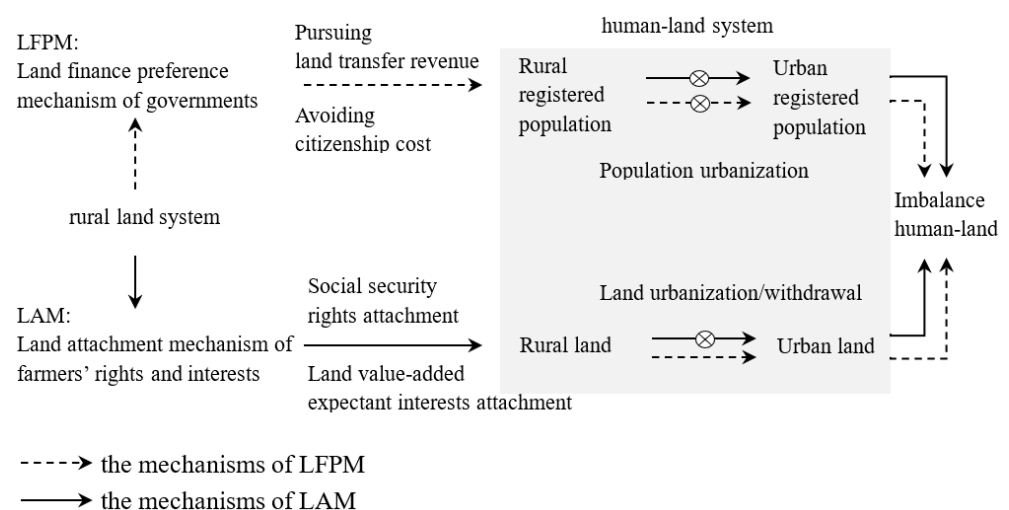 LFPM:
Land finance preference
mechanism of governments
Pursuing
land transfer revenue
Avoiding
citizenship cost
human-land system
Rural
registered
population
Urban
registered
population
Population urbanization
rural land system
Imbalance
human-land
LAM:
Land attachment mechanism of
farmers’ rights and interests
Social security
rights attachment
Land value-added
expectant interests attachment
Land urbanization/withdrawal
Rural land
Urban land
the mechanisms of LFPM
the mechanisms of LAM